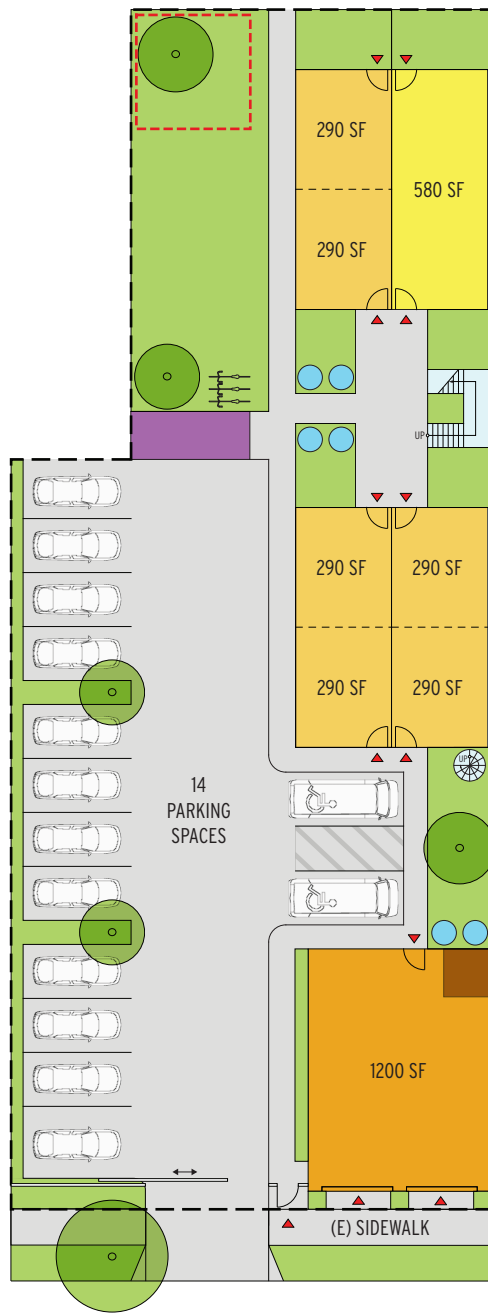 290 SF
580 SF
290 SF
UP
290 SF
290 SF
290 SF
290 SF
UP
14
PARKING
SPACES
1200 SF
(E) SIDEWALK